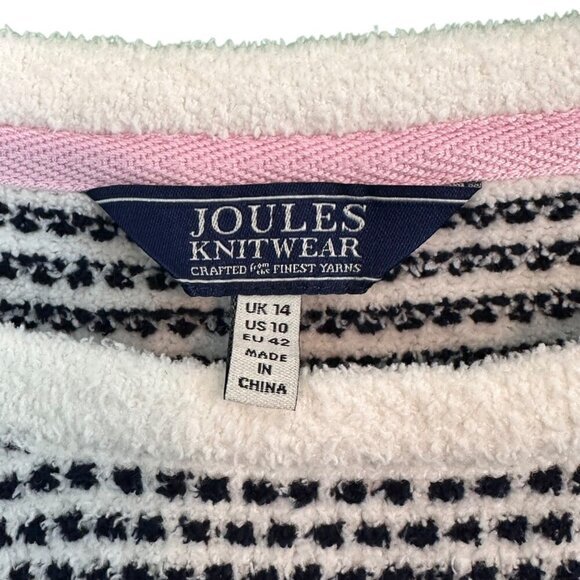 JOULES
KNITWEAR
CRAFTED from the FINEST YARNS
UK 14
US 10
EU 42
MADE
IN
CHINA